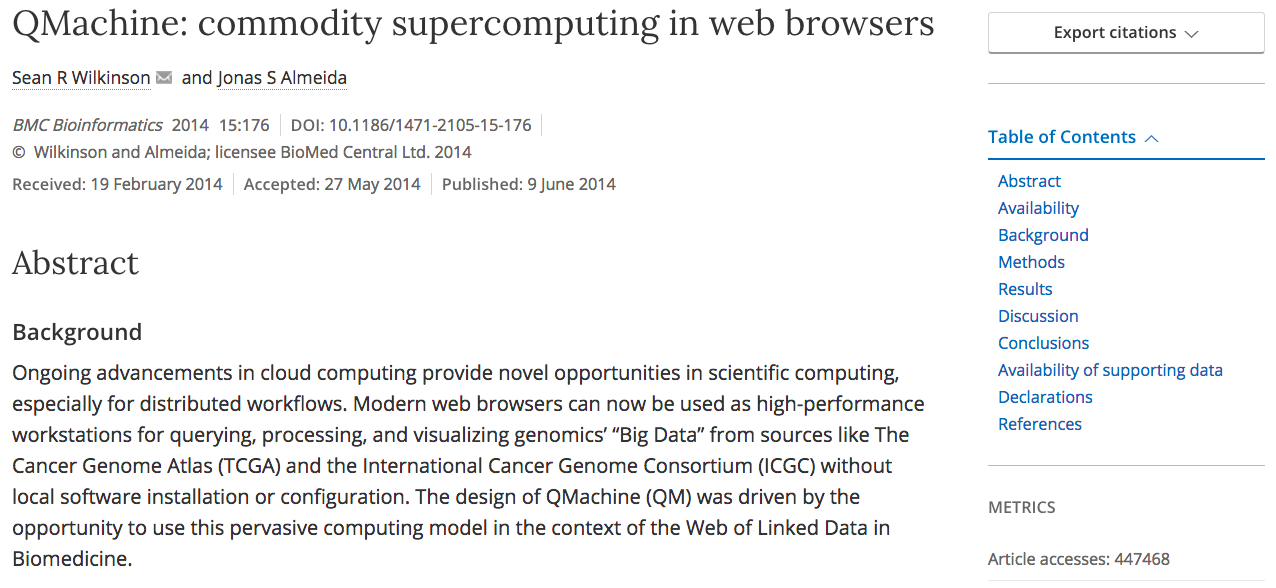 QMachine: commodity supercomputing in web browsers
Sean R Wilkinson and Jonas S Almeida
BMC Bioinformatics 2014 15:176 DOI: 10.1186/1471-2105-15-176
© Wilkinson and Almeida; licensee BioMed Central Ltd. 2014
Received: 19 February 2014 Accepted: 27 May 2014 Published: 9 June 2014
Abstract
Background
Ongoing advancements in cloud computing provide novel opportunities in scientific computing,
especially for distributed workflows. Modern web browsers can now be used as high-performance
workstations for querying, processing, and visualizing genomics’ “Big Data” from sources like The
Cancer Genome Atlas (TCGA) and the International Cancer Genome Consortium (ICGC) without
local software installation or configuration. The design of QMachine (QM) was driven by the
opportunity to use this pervasive computing model in the context of the Web of Linked Data in
Biomedicine.
Export citations
Table of Contents
Abstract
Availability
Background
Methods
Results
Discussion
Conclusions
Availability of supporting data
Declarations
References
METRICS
Article accesses: 447468